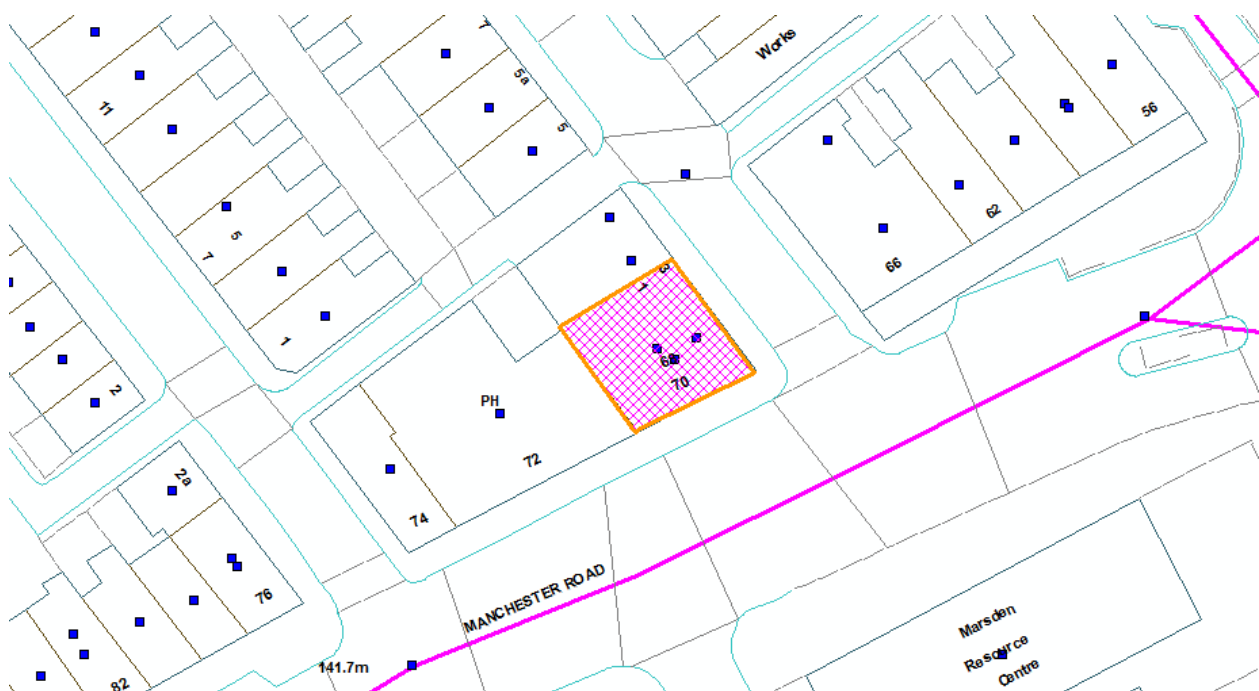 7
5a
5
11
Works
56
62
66
5
7
1
3
1
68
70
2
PH
72
74
2a
76
82
MANCHESTER ROAD
141.7m
Marsden
Resource
Centre